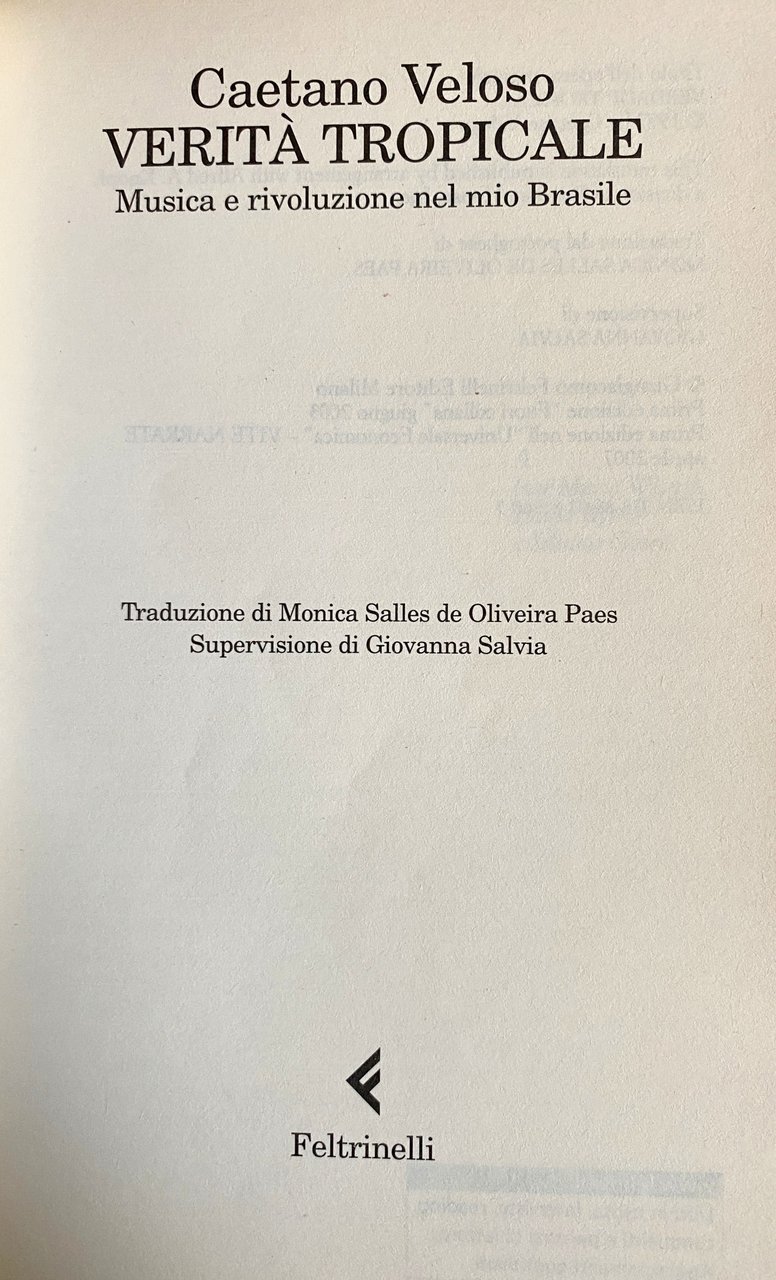 Caetano Veloso
VERITÀ TROPICALE
Musica e rivoluzione nel mio Brasile
Traduzione di Monica Salles de Oliveira Paes
Supervisione di Giovanna Salvia
Feltrinelli